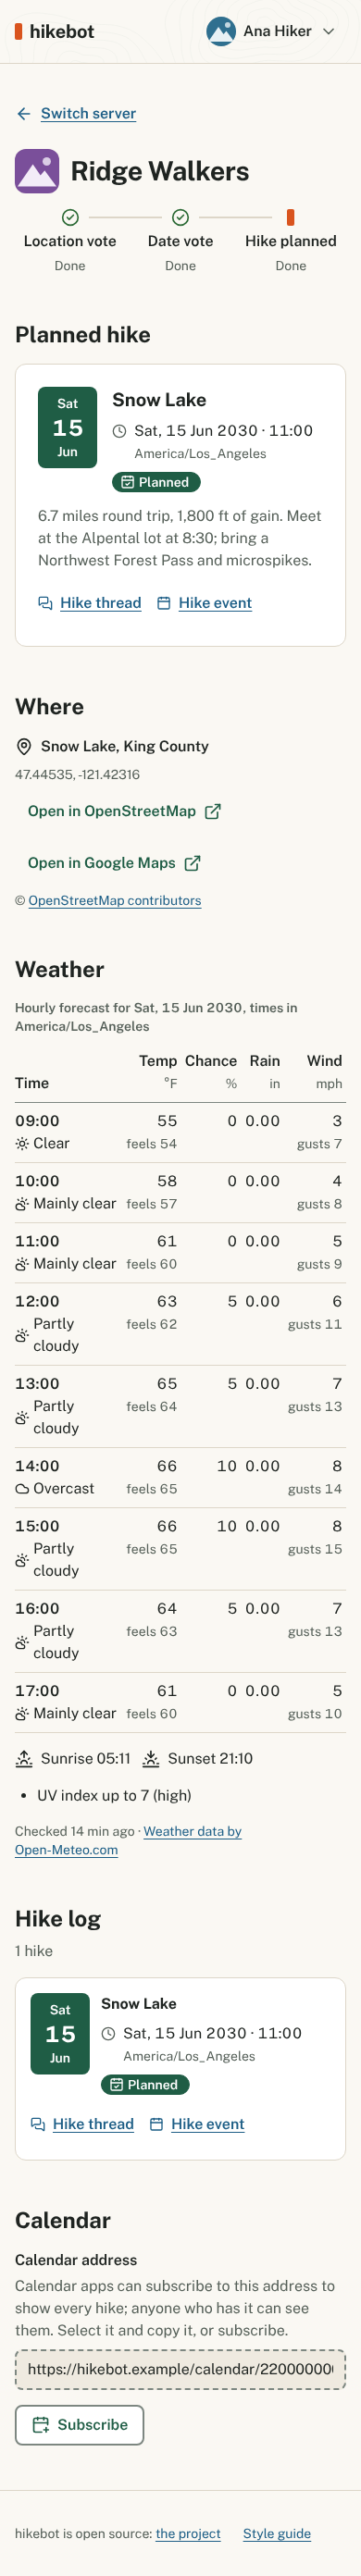 hikebot
Ana Hiker
Switch server
Ridge Walkers
Location vote
Done
Date vote
Done
Hike planned
Done
Planned hike
Sat
15
Jun
Snow Lake
Sat, 15 Jun 2030 · 11:00
America/Los_Angeles
Planned
6.7 miles round trip, 1,800 ft of gain. Meet
at the Alpental lot at 8:30; bring a
Northwest Forest Pass and microspikes.
Hike thread
Hike event
Where
Snow Lake, King County
47.44535, -121.42316
Open in OpenStreetMap
Open in Google Maps
© OpenStreetMap contributors
Weather
Hourly forecast for Sat, 15 Jun 2030, times in
America/Los_Angeles
Time Temp °F Chance % Rain in Wind mph
09:00 55 0 0.00 3
Clear feels 54 gusts 7
10:00 58 0 0.00 4
Mainly clear feels 57 gusts 8
11:00 61 0 0.00 5
Mainly clear feels 60 gusts 9
12:00 63 5 0.00 6
Partly feels 62 gusts 11
cloudy
13:00 65 5 0.00 7
Partly feels 64 gusts 13
cloudy
14:00 66 10 0.00 8
Overcast feels 65 gusts 14
15:00 66 10 0.00 8
Partly feels 65 gusts 15
cloudy
16:00 64 5 0.00 7
Partly feels 63 gusts 13
cloudy
17:00 61 0 0.00 5
Mainly clear feels 60 gusts 10
Sunrise 05:11 Sunset 21:10
• UV index up to 7 (high)
Checked 14 min ago · Weather data by
Open-Meteo.com
Hike log
1 hike
Sat
15
Jun
Snow Lake
Sat, 15 Jun 2030 · 11:00
America/Los_Angeles
Planned
Hike thread
Hike event
Calendar
Calendar address
Calendar apps can subscribe to this address to
show every hike; anyone who has it can see
them. Select it and copy it, or subscribe.
https://hikebot.example/calendar/220000000
Subscribe
hikebot is open source: the project
Style guide